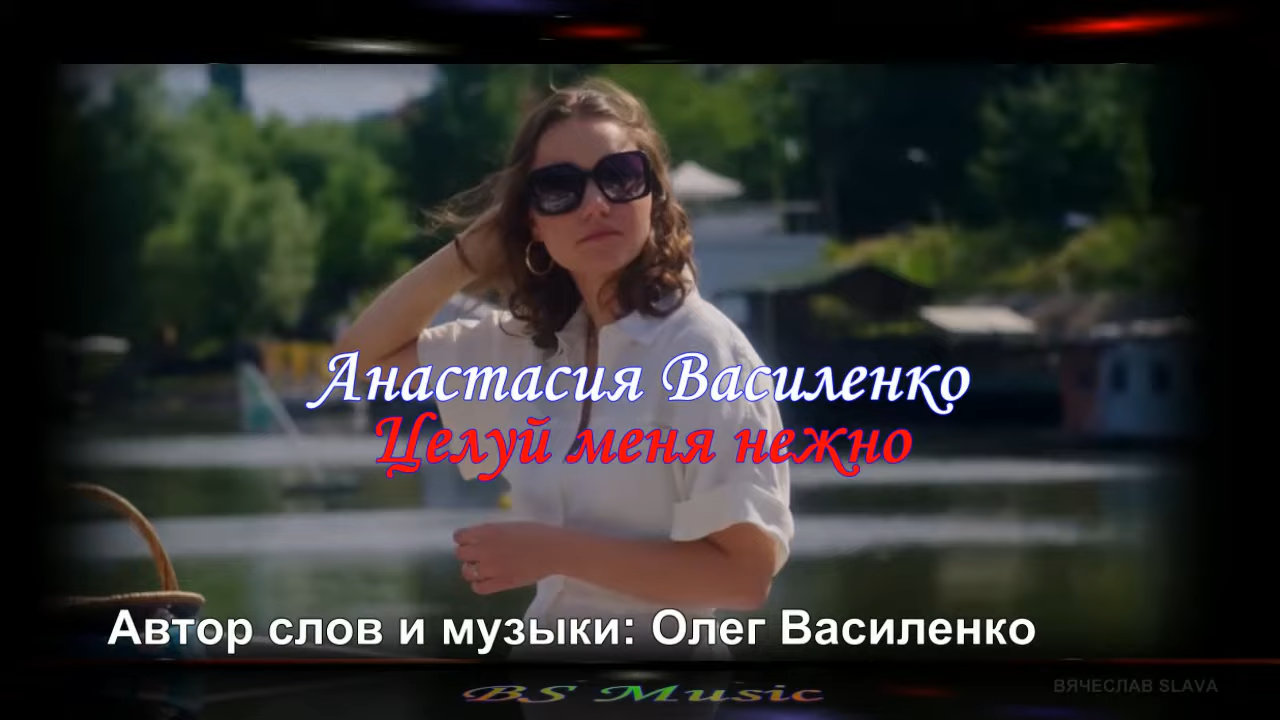 Анастасия Василенко
Целуй меня нежно
Автор слов и музыки: Олег Василенко
BS Music
ВЯЧЕСЛАВ SLAVA